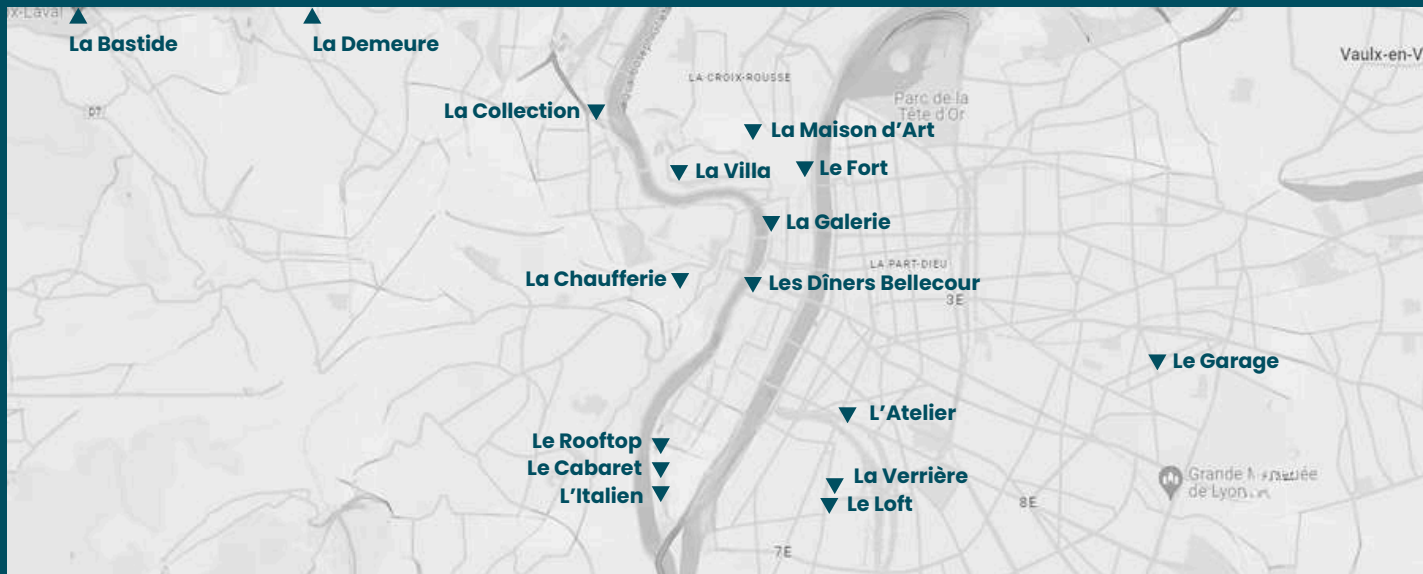 La Bastide
La Demeure
Vaulx-en-V
LA CROIX-ROUSSE
Parc de la
Tête d'Or
La Collection
D7
La Maison d'Art
La Villa
Le Fort
La Galerie
LA PART-DIEU
La Chaufferie
Les Dîners Bellecour
3E
Le Garage
L'Atelier
Le Rooftop
Le Cabaret
L'Italien
La Verrière
Le Loft
Grande
de Lyon
8E
7E